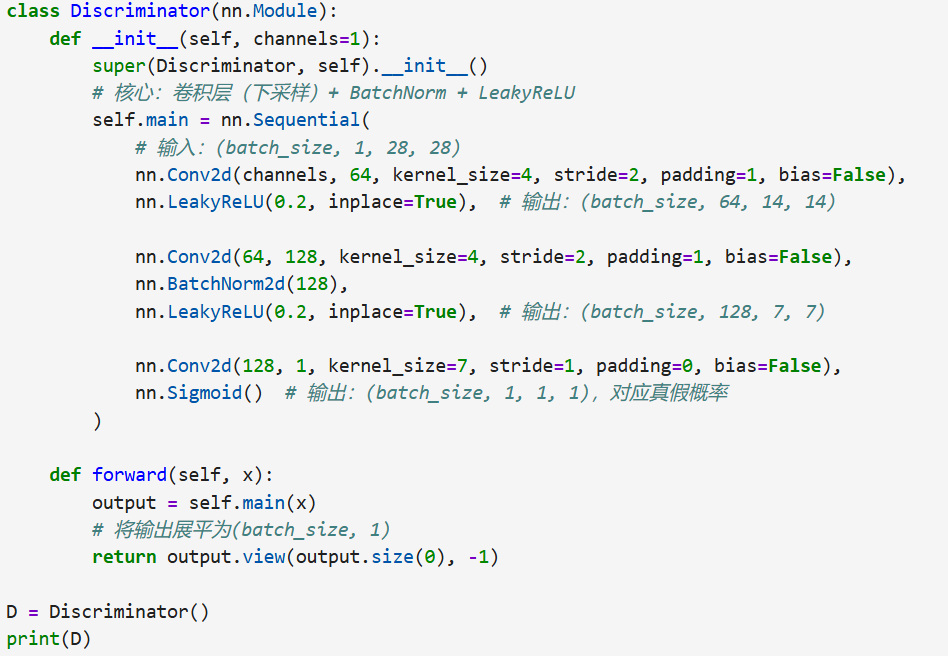 class Discriminator(nn.Module):
    def __init__(self, channels=1):
        super(Discriminator, self).__init__()
        # 核心：卷积层（下采样）+ BatchNorm + LeakyReLU
        self.main = nn.Sequential(
            # 输入：(batch_size, 1, 28, 28)
            nn.Conv2d(channels, 64, kernel_size=4, stride=2, padding=1, bias=False),
            nn.LeakyReLU(0.2, inplace=True),  # 输出：(batch_size, 64, 14, 14)

            nn.Conv2d(64, 128, kernel_size=4, stride=2, padding=1, bias=False),
            nn.BatchNorm2d(128),
            nn.LeakyReLU(0.2, inplace=True),  # 输出：(batch_size, 128, 7, 7)

            nn.Conv2d(128, 1, kernel_size=7, stride=1, padding=0, bias=False),
            nn.Sigmoid()  # 输出：(batch_size, 1, 1, 1)，对应真假概率
        )

    def forward(self, x):
        output = self.main(x)
        # 将输出展平为(batch_size, 1)
        return output.view(output.size(0), -1)

D = Discriminator()
print(D)